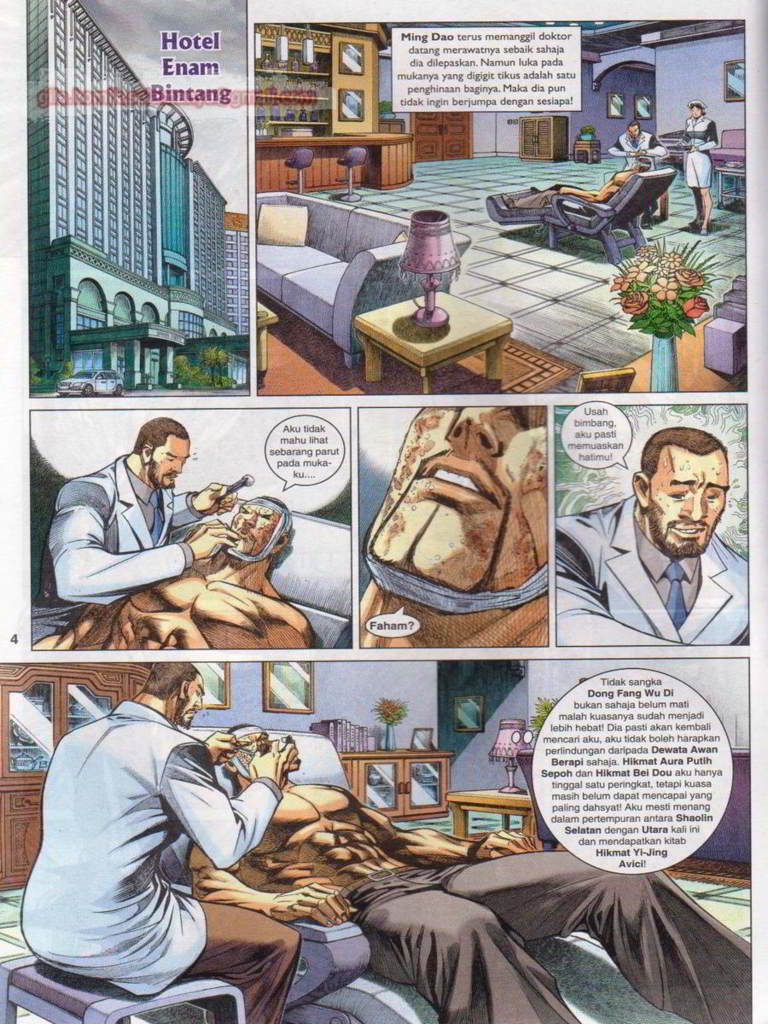 Hotel
Enam
Bintang
Ming Dao terus memanggil doktor
datang merawatnya sebaik sahaja
dia dilepaskan. Namun luka pada
mukanya yang digigit tikus adalah satu
penghinaan baginya. Maka dia pun
tidak ingin berjumpa dengan sesiapa!
Aku tidak
mahu lihat
sebarang parut
pada muka-
ku....
Faham?
Usah
bimbang,
aku pasti
memuaskan
hatimu!
4
Tidak sangka
Dong Fang Wu Di
bukan sahaja belum mati
malah kuasanya sudah menjadi
lebih hebat! Dia pasti akan kembali
mencari aku, aku tidak boleh harapkan
perlindungan daripada Dewata Awan
Berapi sahaja. Hikmat Aura Putih
Sepoh dan Hikmat Bei Dou aku hanya
tinggal satu peringkat, tetapi kuasa
masih belum dapat mencapai yang
paling dahsyat! Aku mesti menang
dalam pertempuran antara Shaolin
Selatan dengan Utara kali ini
dan mendapatkan kitab
Hikmat Yi-Jing
Avici!